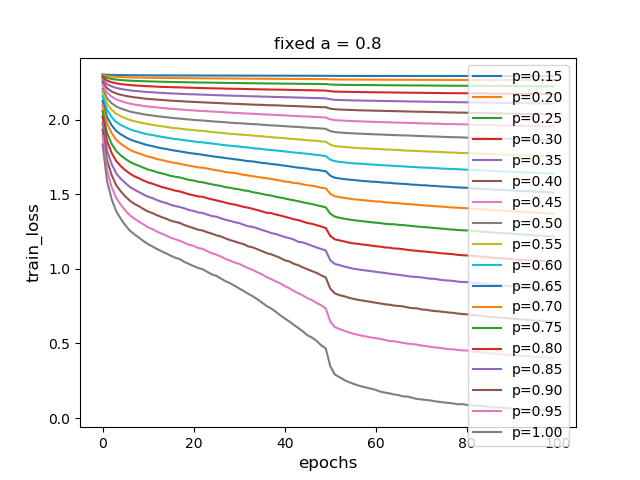 fixed a = 0.8
train_loss
2.0
1.5
1.0
0.5
0.0
0
20
40
60
80
100
epochs
p=0.15
p=0.20
p=0.25
p=0.30
p=0.35
p=0.40
p=0.45
p=0.50
p=0.55
p=0.60
p=0.65
p=0.70
p=0.75
p=0.80
p=0.85
p=0.90
p=0.95
p=1.00